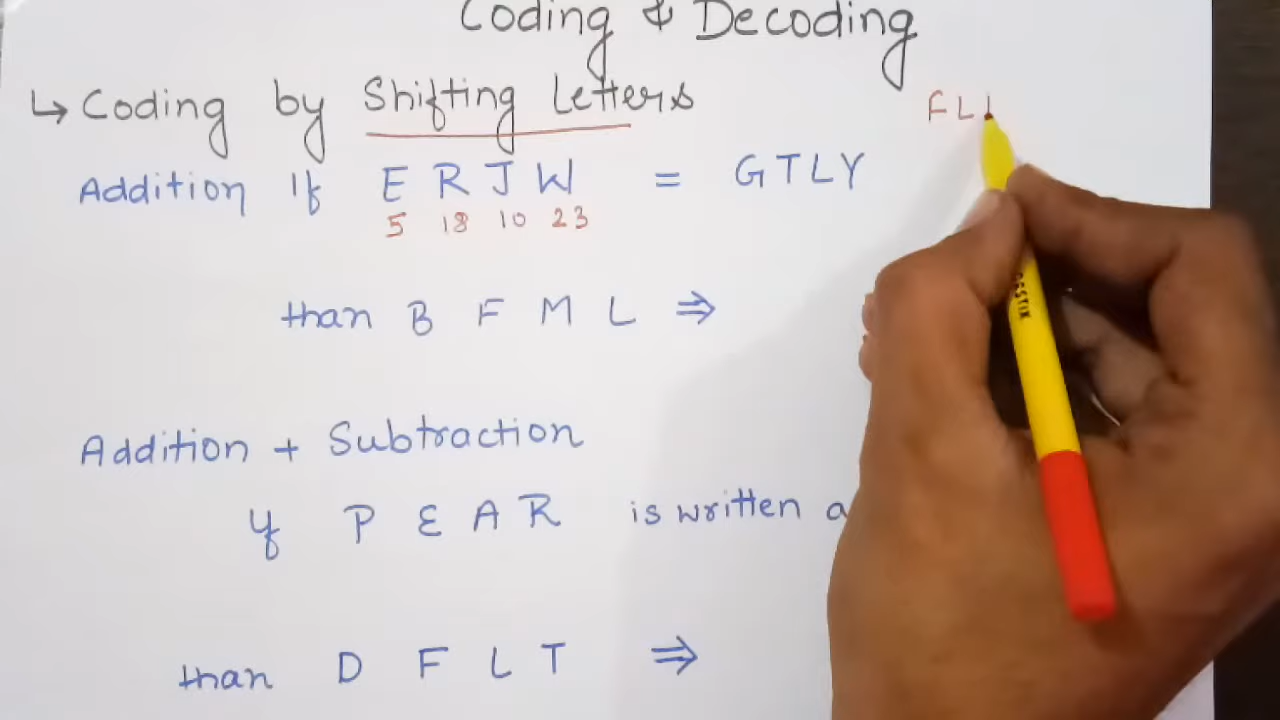 Coding & Decoding
↳ Coding by Shifting Letters
FL
Addition If E R J W = GTLY
5 18 10 23
than B F M L ⇒
Addition + Subtraction
If P E A R is written a
than D F L T ⇒